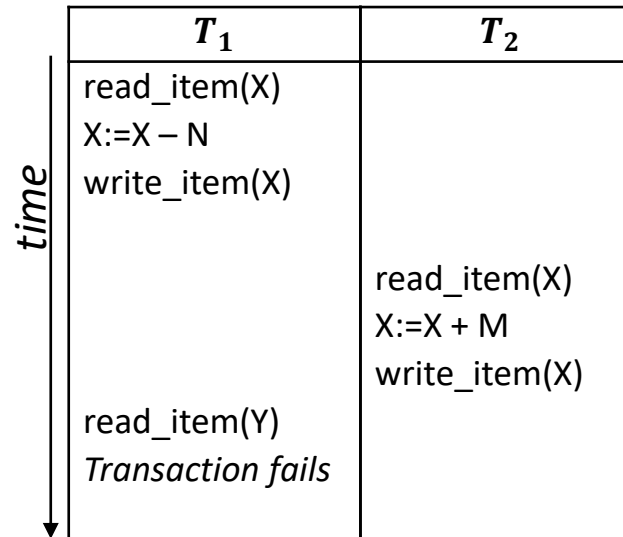 T₁ T₂
read_item(X)
X:=X – N
write_item(X)
time
read_item(X)
X:=X + M
write_item(X)
read_item(Y)
Transaction fails